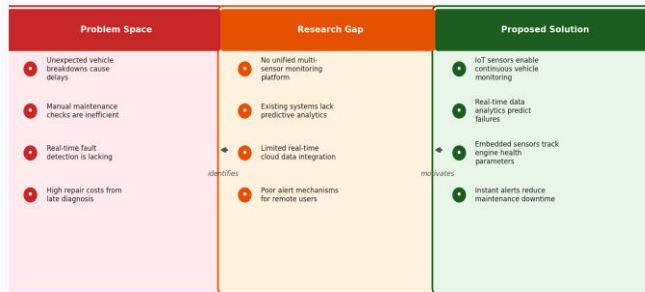 Problem Space
Unexpected vehicle
breakdowns cause
delays
Manual maintenance
checks are inefficient
Real-time fault
detection is lacking
High repair costs from
late diagnosis
identifies
Research Gap
No unified multi-
sensor monitoring
platform
Existing systems lack
predictive analytics
Limited real-time
cloud data integration
Poor alert mechanisms
for remote users
motivates
Proposed Solution
IoT sensors enable
continuous vehicle
monitoring
Real-time data
analytics predict
failures
Embedded sensors track
engine health
parameters
Instant alerts reduce
maintenance downtime